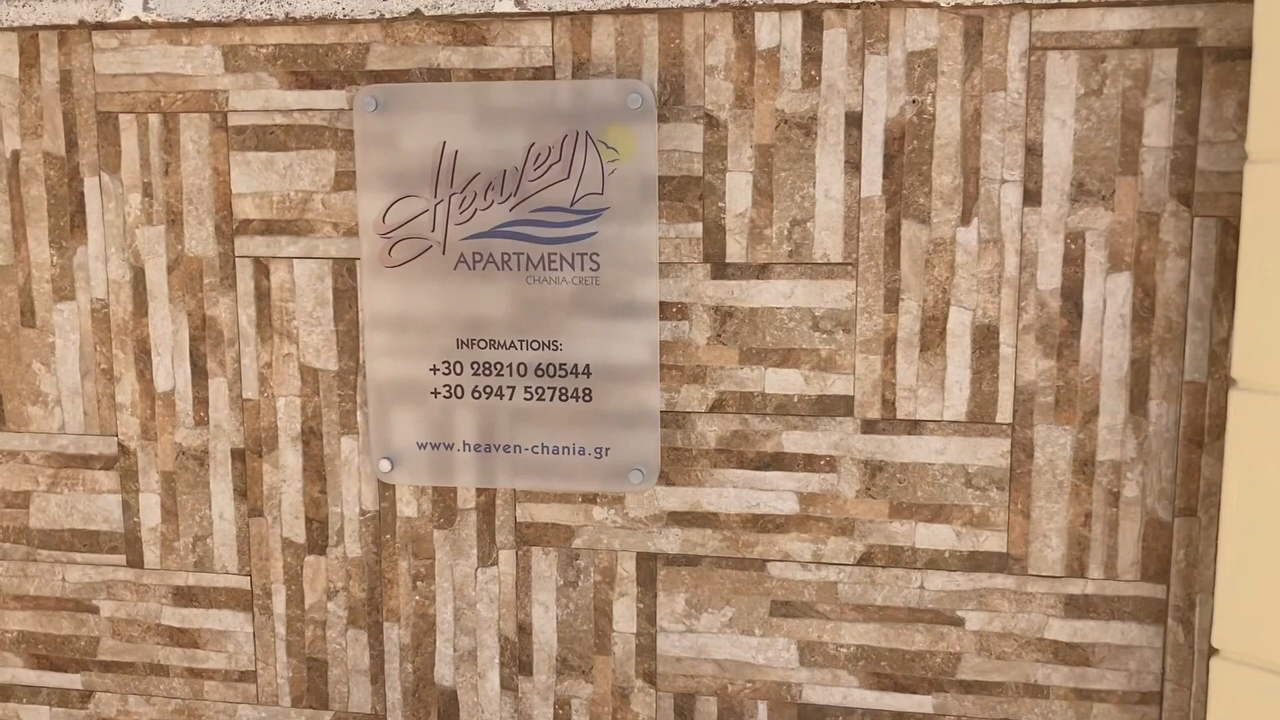 Heaven
APARTMENTS
CHANIA-CRETE
INFORMATIONS:
+30 28210 60544
+30 6947 527848
www.heaven-chania.gr